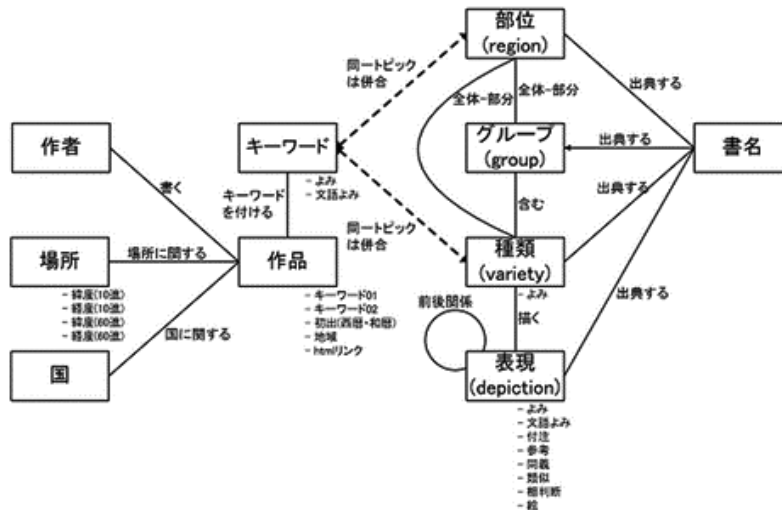 部位
(region)
同一トピック
は併合
出典する
全体-部分
全体-部分
作者
キーワード
グループ
(group)
出典する
書名
- よみ
- 文語よみ
書く
キーワード
を付ける
含む
出典する
同一トピック
は併合
場所
場所に関する
作品
種類
(variety)
- 緯度(10進)
- 経度(10進)
- 緯度(60進)
- 経度(60進)
- キーワード01
- キーワード02
- 初出(西暦・和暦)
- 地域
- htmlリンク
- よみ
前後関係
描く
出典する
国に関する
国
表現
(depiction)
- よみ
- 文語よみ
- 付注
- 参考
- 同義
- 類似
- 相判断
- 絵